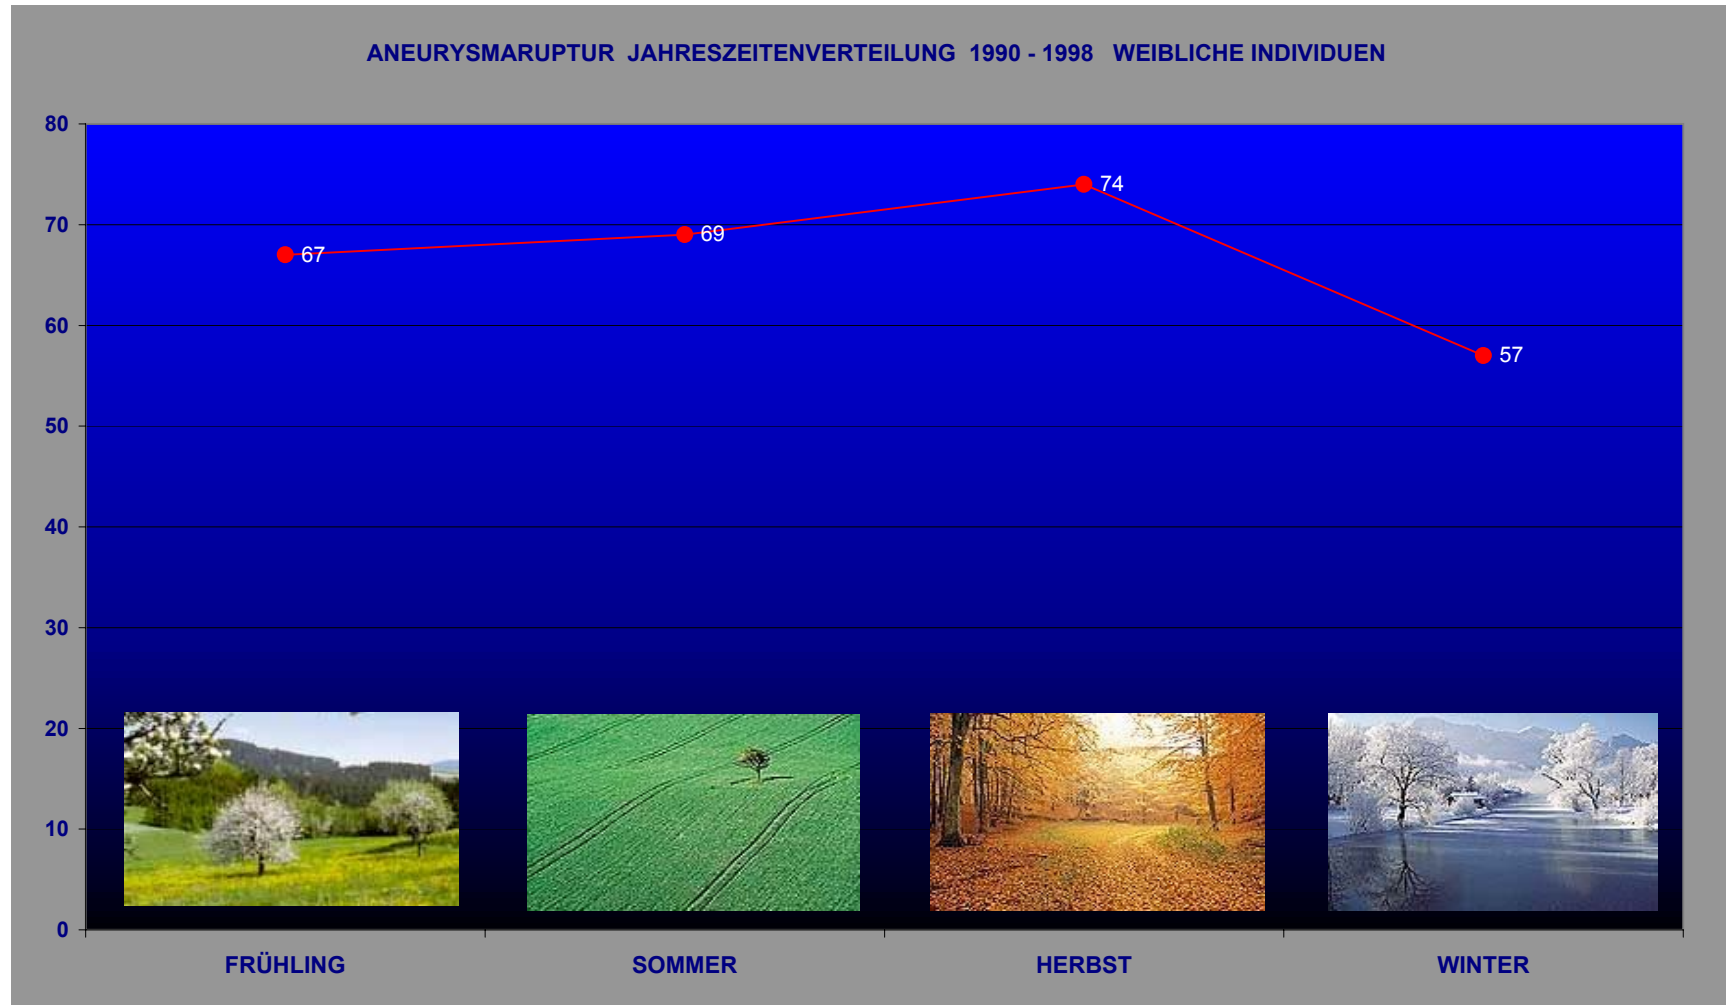 ANEURYSMARUPTUR JAHRESZEITENVERTEILUNG 1990 - 1998 WEIBLICHE INDIVIDUEN
80
70
60
50
40
30
20
10
0
67
69
74
57
FRÜHLING
SOMMER
HERBST
WINTER